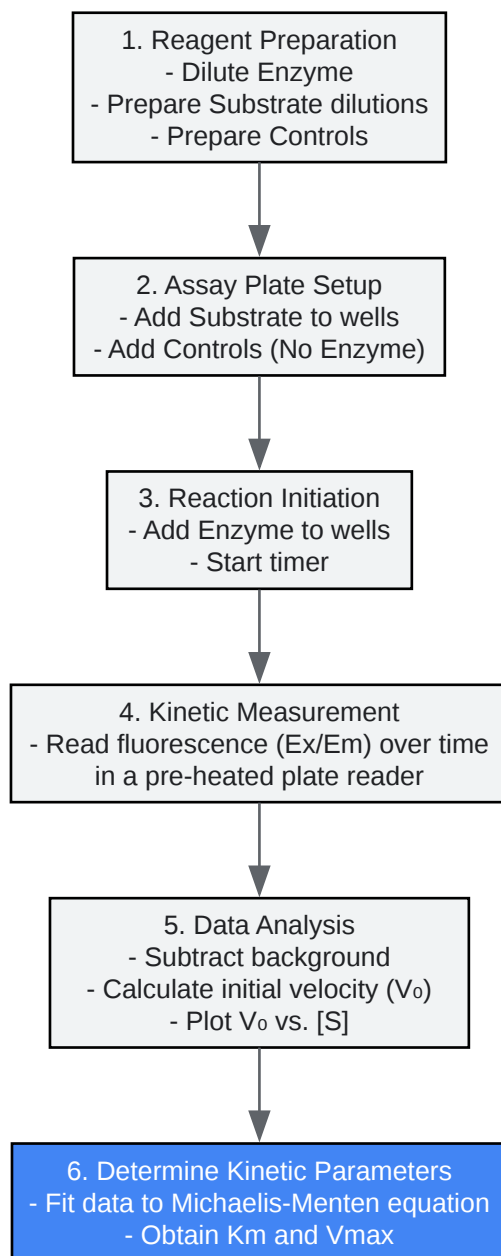 1. Reagent Preparation
- Dilute Enzyme
- Prepare Substrate dilutions
- Prepare Controls
2. Assay Plate Setup
- Add Substrate to wells
- Add Controls (No Enzyme)
3. Reaction Initiation
- Add Enzyme to wells
- Start timer
4. Kinetic Measurement
- Read fluorescence (Ex/Em) over time
in a pre-heated plate reader
5. Data Analysis
- Subtract background
- Calculate initial velocity (V₀)
- Plot V₀ vs. [S]
6. Determine Kinetic Parameters
- Fit data to Michaelis-Menten equation
- Obtain Km and Vmax